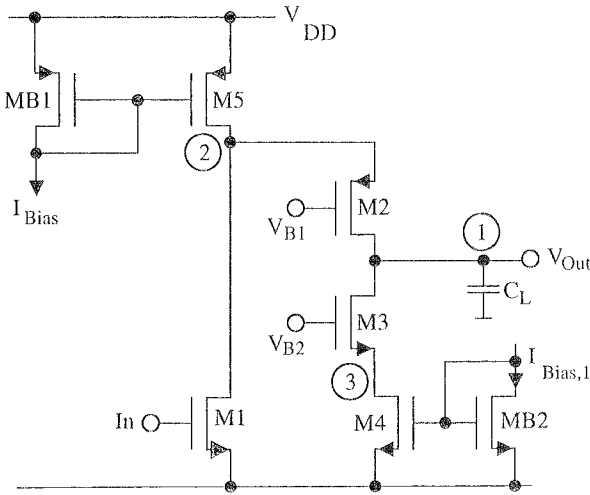 V DD
MB1
M5
2
I Bias
M2
V B1
1
V Out
C L
M3
V B2
3
I Bias,1
In
M1
M4
MB2